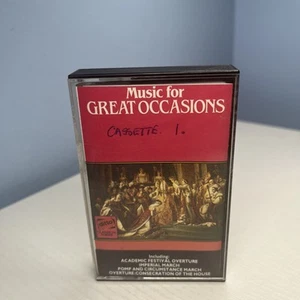 Music for
GREAT OCCASIONS
CASSETTE 1.
Including:
ACADEMIC FESTIVAL OVERTURE
IMPERIAL MARCH
POMP AND CIRCUMSTANCE MARCH
OVERTURE-CONSECRATION OF THE HOUSE